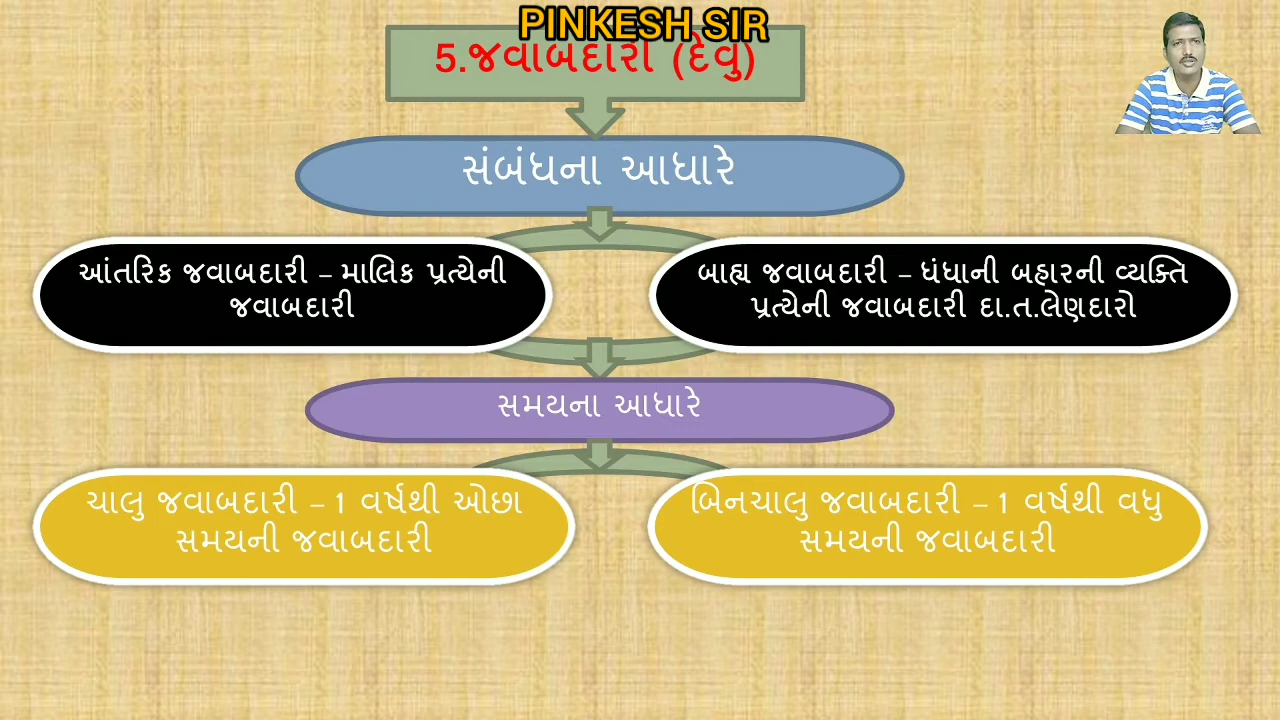 PINKESH SIR
5.જવાબદારી (દેવુ)
સંબંધના આધારે
આંતરિક જવાબદારી – માલિક પ્રત્યેની
જવાબદારી
બાહ્ય જવાબદારી – ધંધાની બહારની વ્યક્તિ
પ્રત્યેની જવાબદારી દા.ત.લેણદારો
સમયના આધારે
ચાલુ જવાબદારી – 1 વર્ષથી ઓછા
સમયની જવાબદારી
બિનચાલુ જવાબદારી – 1 વર્ષથી વધુ
સમયની જવાબદારી